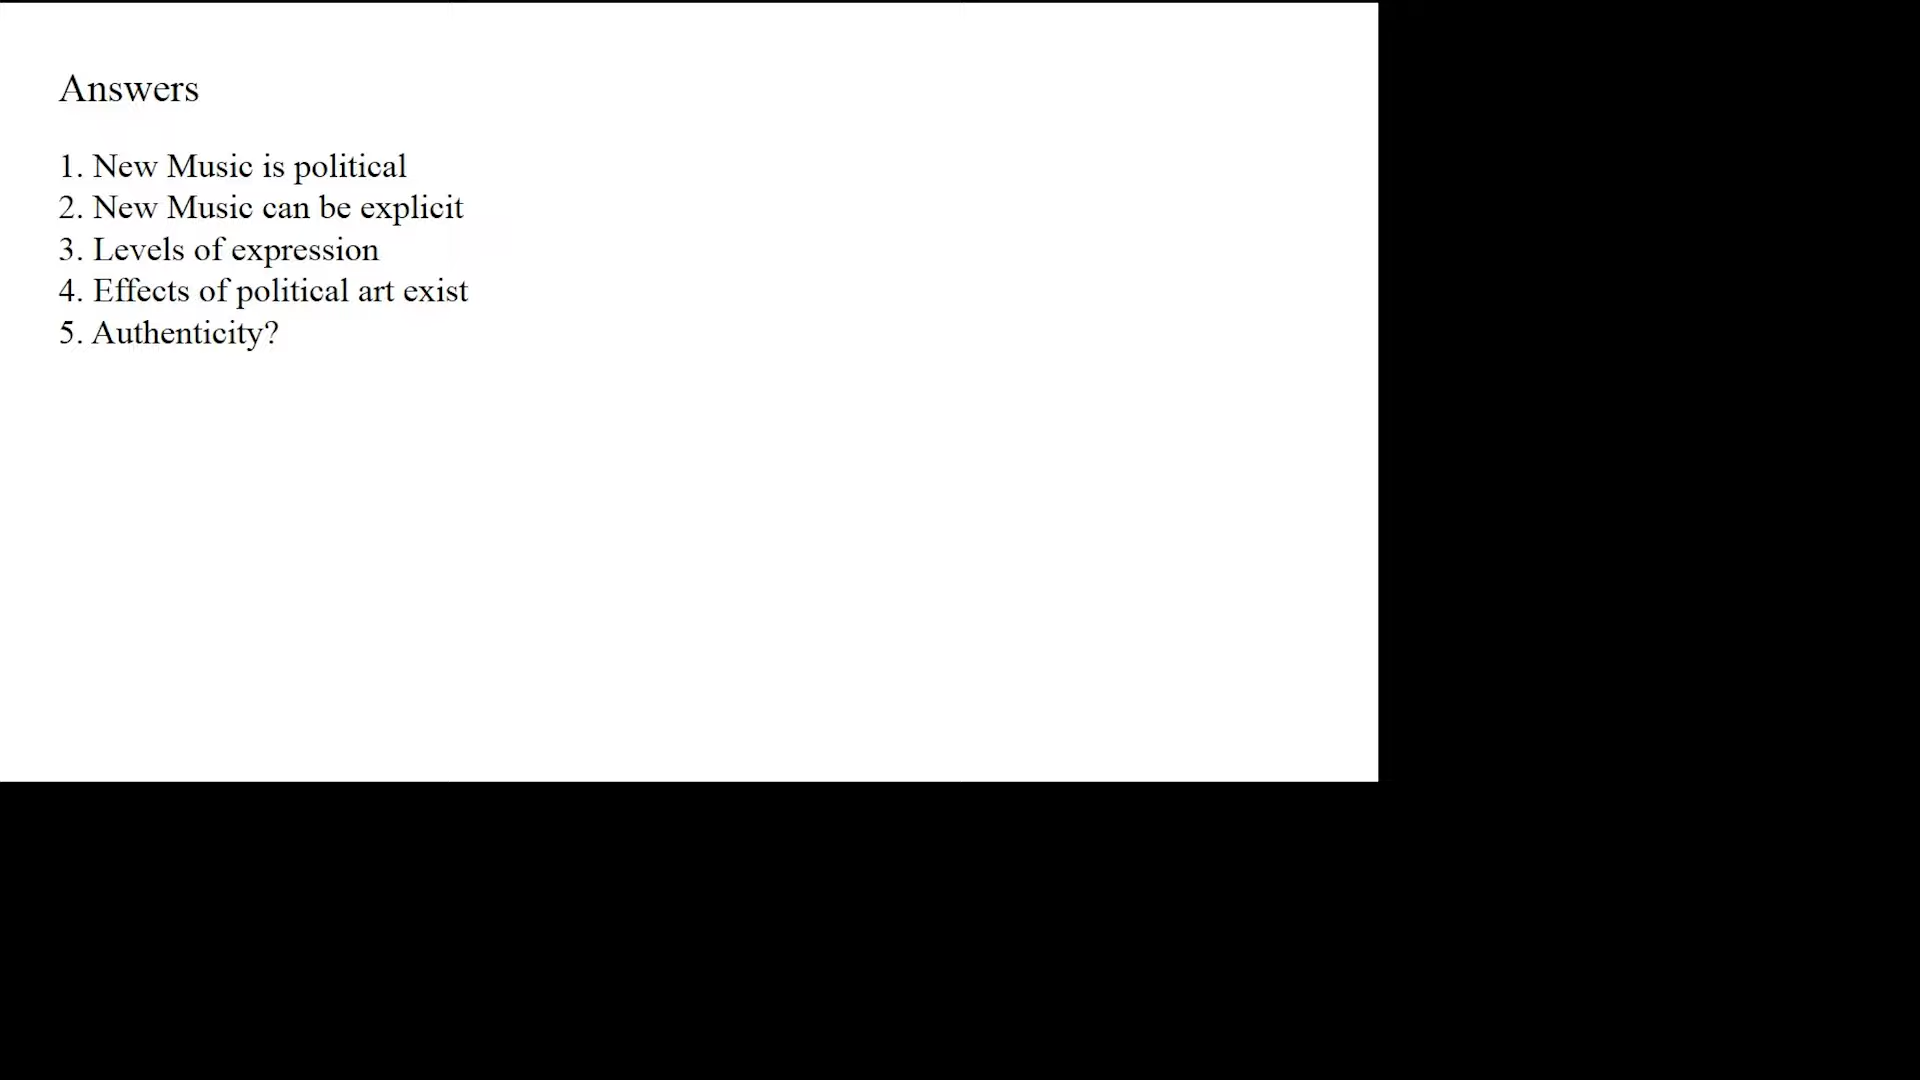 Answers
1. New Music is political
2. New Music can be explicit
3. Levels of expression
4. Effects of political art exist
5. Authenticity?